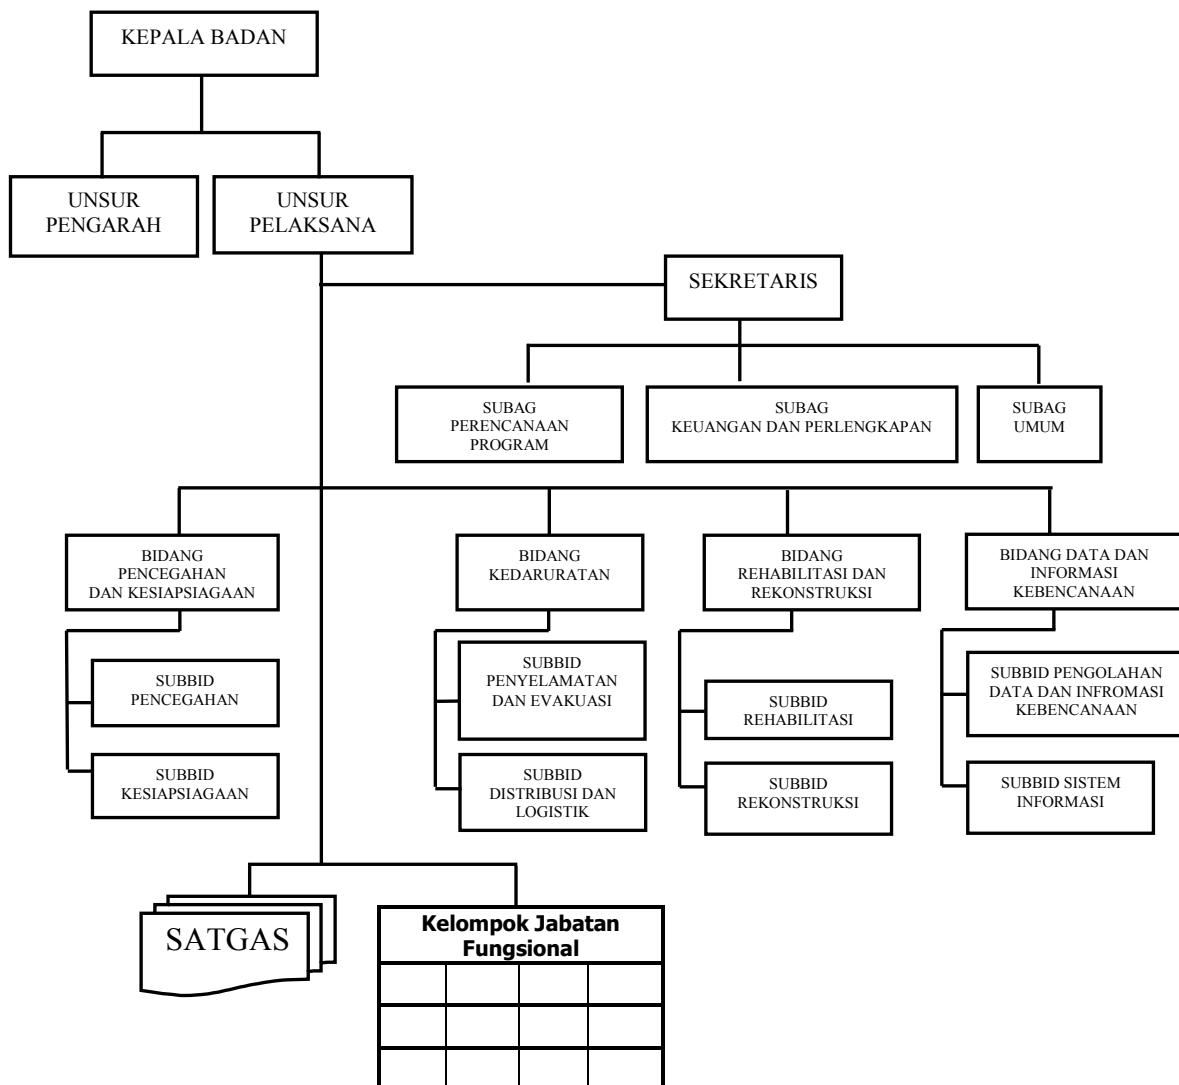 KEPALA BADAN
UNSUR
PENGARAH
UNSUR
PELAKSANA
SEKRETARIS
SUBAG
PERENCANAAN
PROGRAM
SUBAG
KEUANGAN DAN PERLENGKAPAN
SUBAG
UMUM
BIDANG
PENCEGAHAN
DAN KESIAPSIAGAAN
BIDANG
KEDARURATAN
BIDANG
REHABILITASI DAN
REKONSTRUKSI
BIDANG DATA DAN
INFORMASI
KEBENCANAAN
SUBBID
PENCEGAHAN
SUBBID
KESIAPSIAGAAN
SUBBID
PENYELAMATAN
DAN EVAKUASI
SUBBID
DISTRIBUSI DAN
LOGISTIK
SUBBID
REHABILITASI
SUBBID
REKONSTRUKSI
SUBBID PENGOLAHAN
DATA DAN INFROMASI
KEBENCANAAN
SUBBID SISTEM
INFORMASI
SATGAS
Kelompok Jabatan
Fungsional